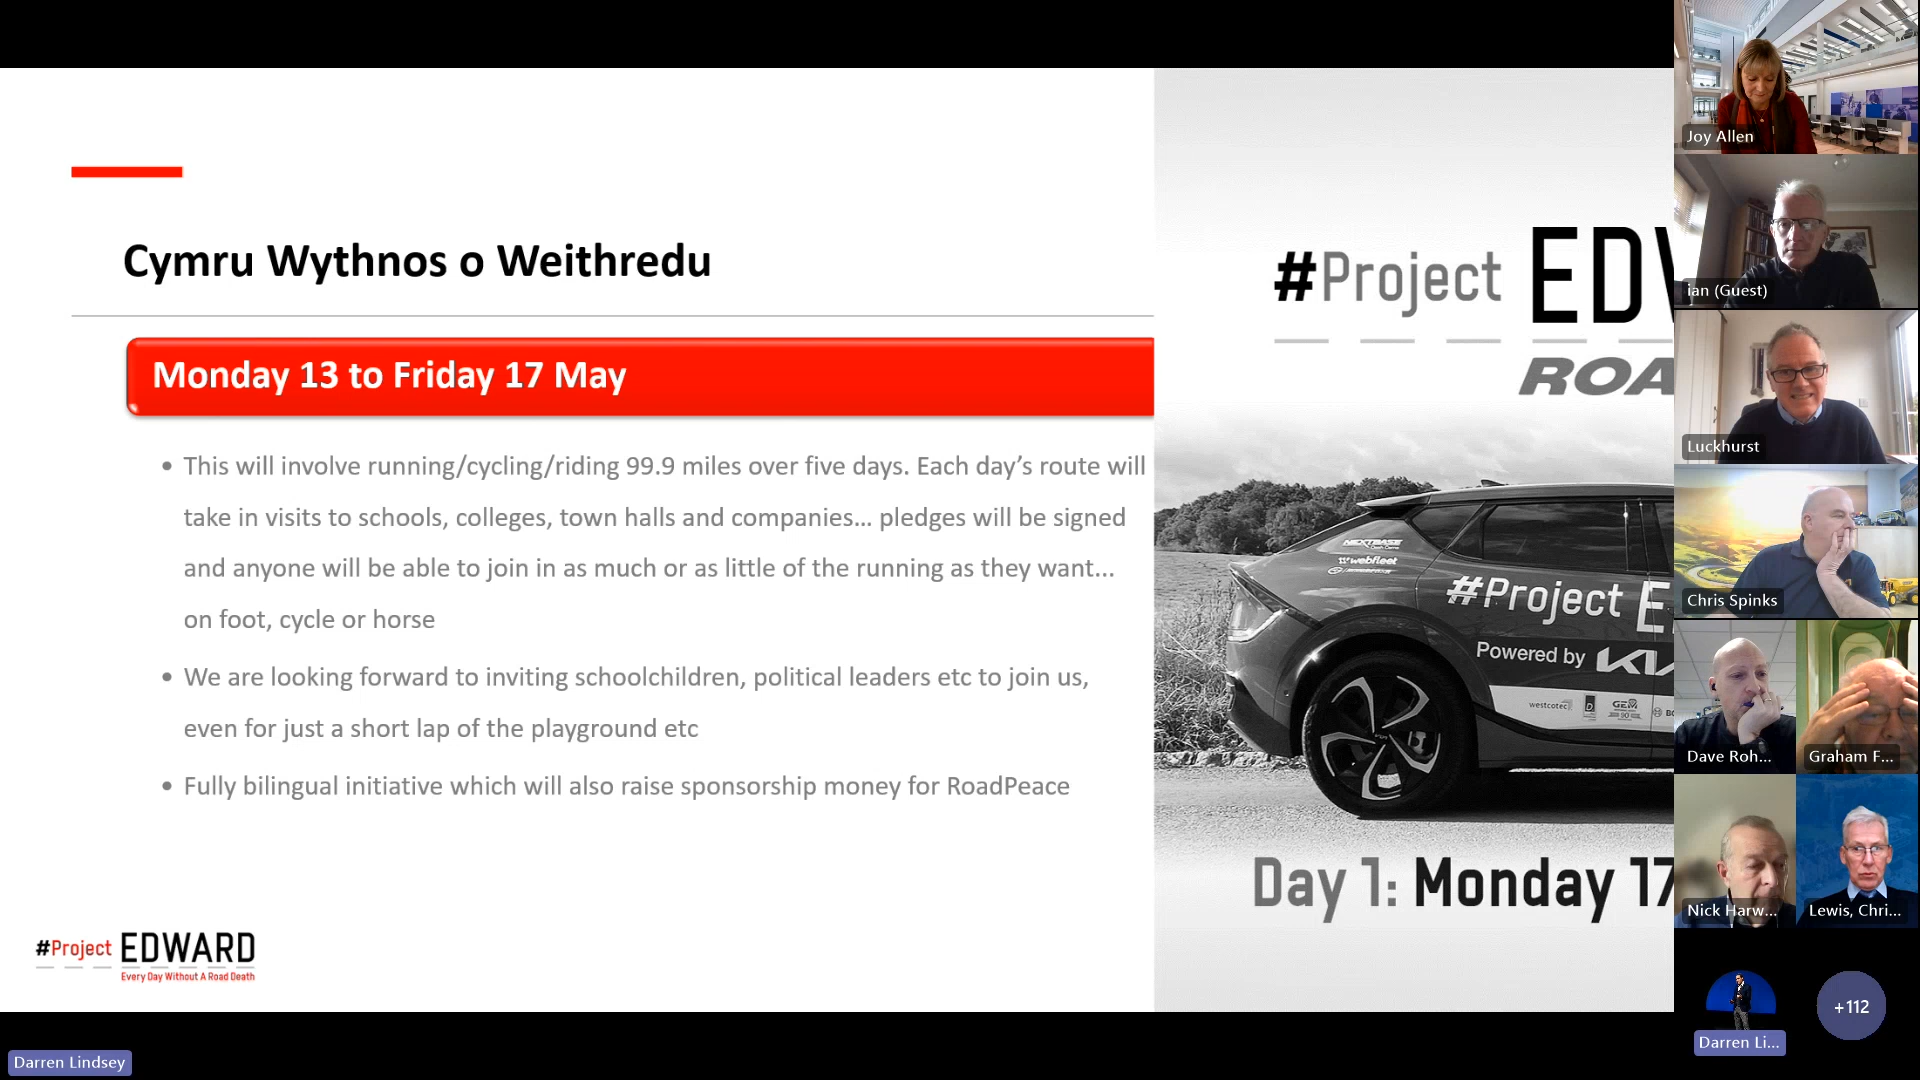 Cymru Wythnos o Weithredu
Monday 13 to Friday 17 May
• This will involve running/cycling/riding 99.9 miles over five days. Each day’s route will
take in visits to schools, colleges, town halls and companies... pledges will be signed
and anyone will be able to join in as much or as little of the running as they want...
on foot, cycle or horse
• We are looking forward to inviting schoolchildren, political leaders etc to join us,
even for just a short lap of the playground etc
• Fully bilingual initiative which will also raise sponsorship money for RoadPeace
#Project EDWARD
Every Day Without A Road Death
#Project EDW
ROA
NEXTBASE
webfleet
#Project E
Powered by KIA
westcotec
GEM
Day 1: Monday 17
Joy Allen
ian (Guest)
Luckhurst
Chris Spinks
Dave Roh...
Graham F...
Nick Harw...
Lewis, Chri...
Darren Li...
+112
Darren Lindsey